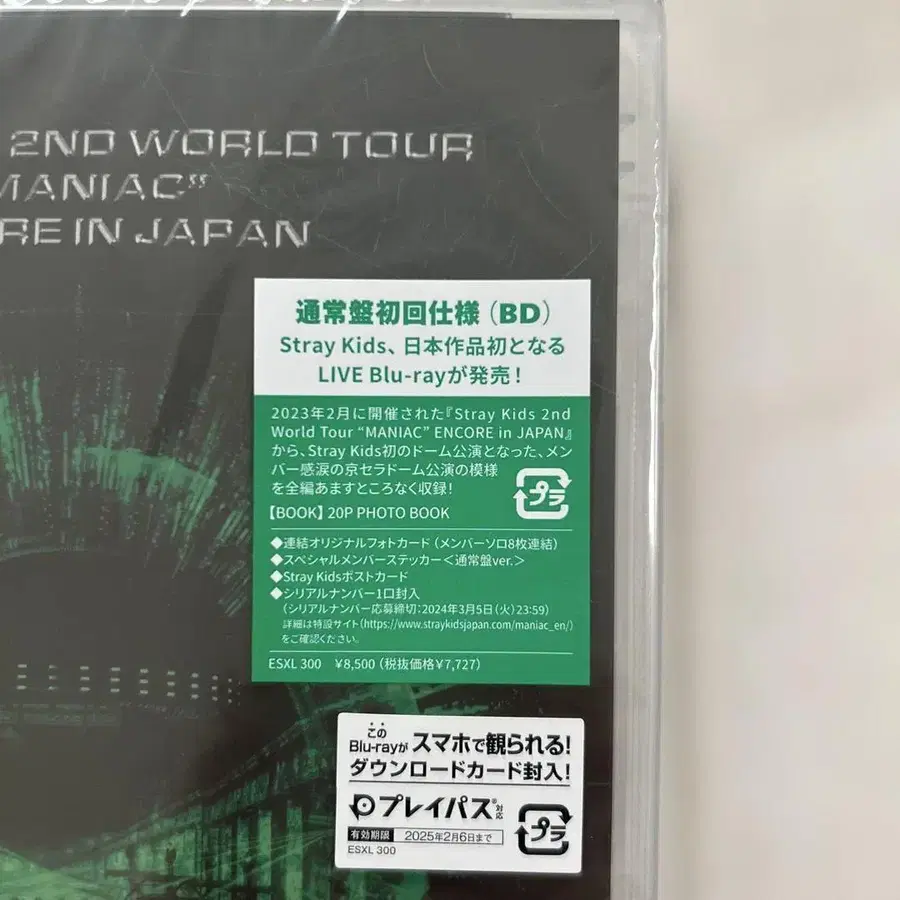 2ND WORLD TOUR
MANIAC”
RE IN JAPAN
通常盤初回仕様（BD）
Stray Kids、日本作品初となる
LIVE Blu-rayが発売！
2023年2月に開催された『Stray Kids 2nd
World Tour “MANIAC” ENCORE in JAPAN』
から、Stray Kids初のドーム公演となった、メン
バー感涙の京セラドーム公演の模様
を全編あますところなく収録！
プラ
【BOOK】20P PHOTO BOOK
◆連結オリジナルフォトカード（メンバーソロ8枚連結）
◆スペシャルメンバーステッカー＜通常盤ver.＞
◆Stray Kidsポストカード
◆シリアルナンバー1口封入
（シリアルナンバー応募締切：2024年3月5日（火）23:59）
詳細は特設サイト（https://www.straykidsjapan.com/maniac_en/）
をご確認ください。
ESXL 300 ¥8,500（税抜価格¥7,727）
この
Blu-rayが スマホで観られる！
ダウンロードカード封入！
プレイパス®対応
プラ
有効期限 2025年2月6日まで
ESXL 300